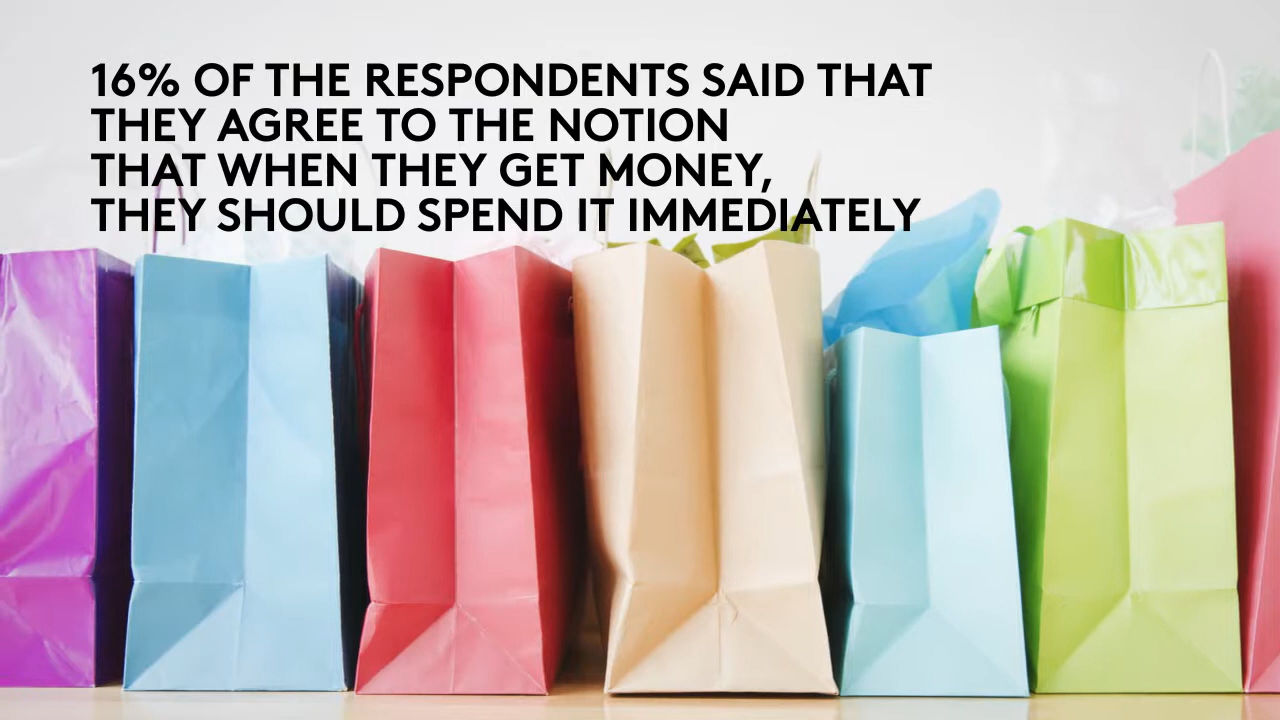 16% OF THE RESPONDENTS SAID THAT
THEY AGREE TO THE NOTION
THAT WHEN THEY GET MONEY,
THEY SHOULD SPEND IT IMMEDIATELY